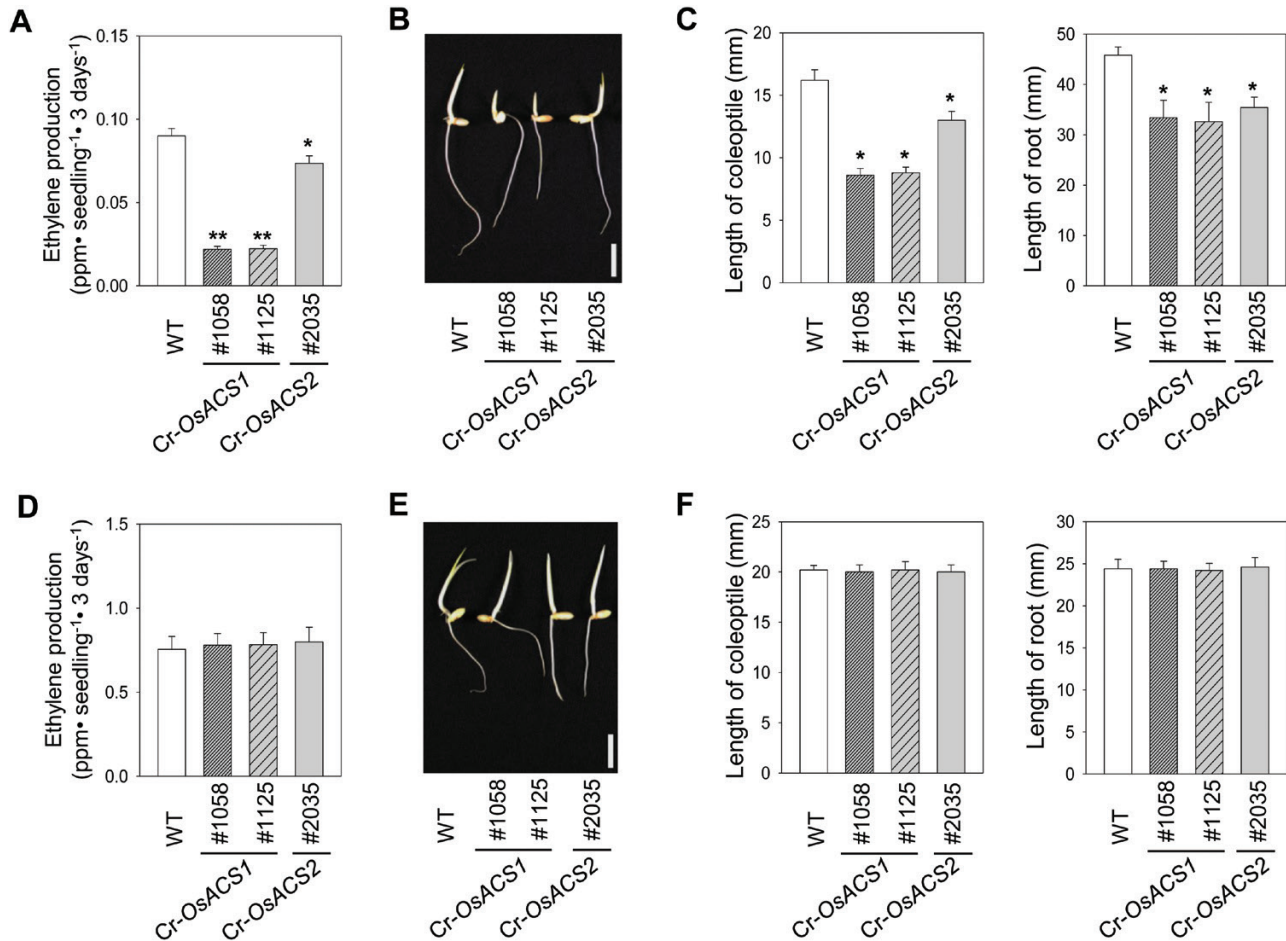 A
Ethylene production
(ppm• seedling⁻¹• 3 days⁻¹)
0.15
0.10
0.05
0.00
**
**
*
WT
#1058
#1125
#2035
Cr-OsACS1
Cr-OsACS2
B
WT
#1058
#1125
#2035
Cr-OsACS1
Cr-OsACS2
C
Length of coleoptile (mm)
20
15
10
5
0
*
*
*
WT
#1058
#1125
#2035
Cr-OsACS1
Cr-OsACS2
Length of root (mm)
50
40
30
20
10
0
*
*
*
WT
#1058
#1125
#2035
Cr-OsACS1
Cr-OsACS2
D
Ethylene production
(ppm• seedling⁻¹• 3 days⁻¹)
1.5
1.0
0.5
0.0
WT
#1058
#1125
#2035
Cr-OsACS1
Cr-OsACS2
E
WT
#1058
#1125
#2035
Cr-OsACS1
Cr-OsACS2
F
Length of coleoptile (mm)
25
20
15
10
5
0
WT
#1058
#1125
#2035
Cr-OsACS1
Cr-OsACS2
Length of root (mm)
30
25
20
15
10
5
0
WT
#1058
#1125
#2035
Cr-OsACS1
Cr-OsACS2